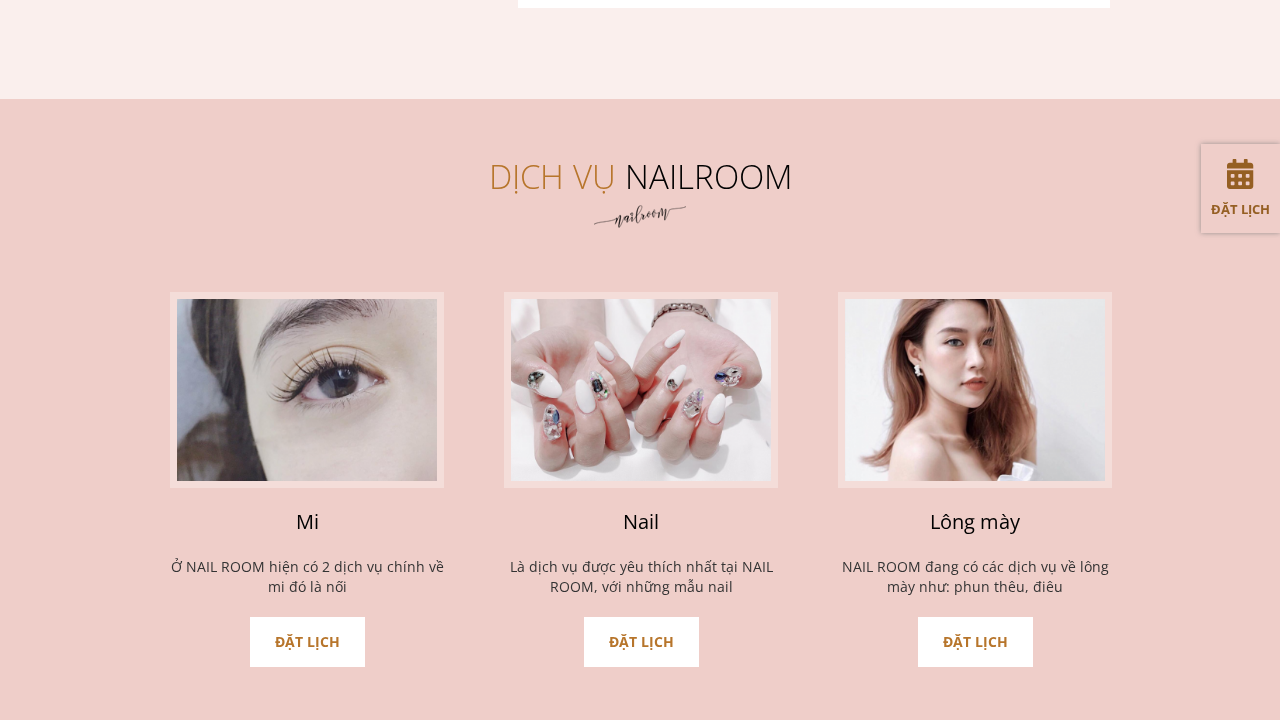 DỊCH VỤ NAILROOM
nailroom
ĐẶT LỊCH
Mi
Ở NAIL ROOM hiện có 2 dịch vụ chính về
mi đó là nối
ĐẶT LỊCH
Nail
Là dịch vụ được yêu thích nhất tại NAIL
ROOM, với những mẫu nail
ĐẶT LỊCH
Lông mày
NAIL ROOM đang có các dịch vụ về lông
mày như: phun thêu, điêu
ĐẶT LỊCH